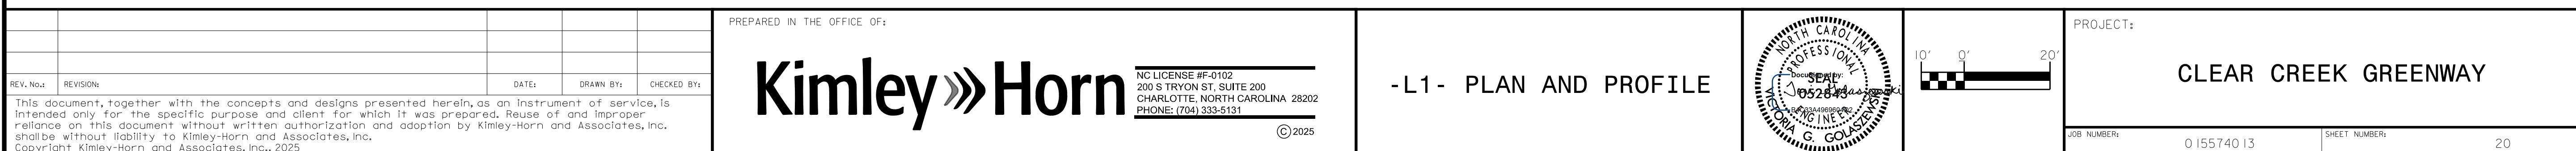 REV. No.: REVISION: DATE: DRAWN BY: CHECKED BY:
This document, together with the concepts and designs presented herein, as an instrument of service, is
intended only for the specific purpose and client for which it was prepared. Reuse of and improper
reliance on this document without written authorization and adoption by Kimley-Horn and Associates, Inc.
shall be without liability to Kimley-Horn and Associates, Inc.
Copyright Kimley-Horn and Associates, Inc., 2025
PREPARED IN THE OFFICE OF:
Kimley Horn
NC LICENSE #F-0102
200 S TRYON ST, SUITE 200
CHARLOTTE, NORTH CAROLINA 28202
PHONE: (704) 333-5131
© 2025
-L1- PLAN AND PROFILE
NORTH CAROLINA
PROFESSIONAL
SEAL
052843
ENGINEER
VICTORIA G. GOLASZEWSKI
10' 0' 20'
PROJECT:
CLEAR CREEK GREENWAY
JOB NUMBER: SHEET NUMBER:
015574013 20